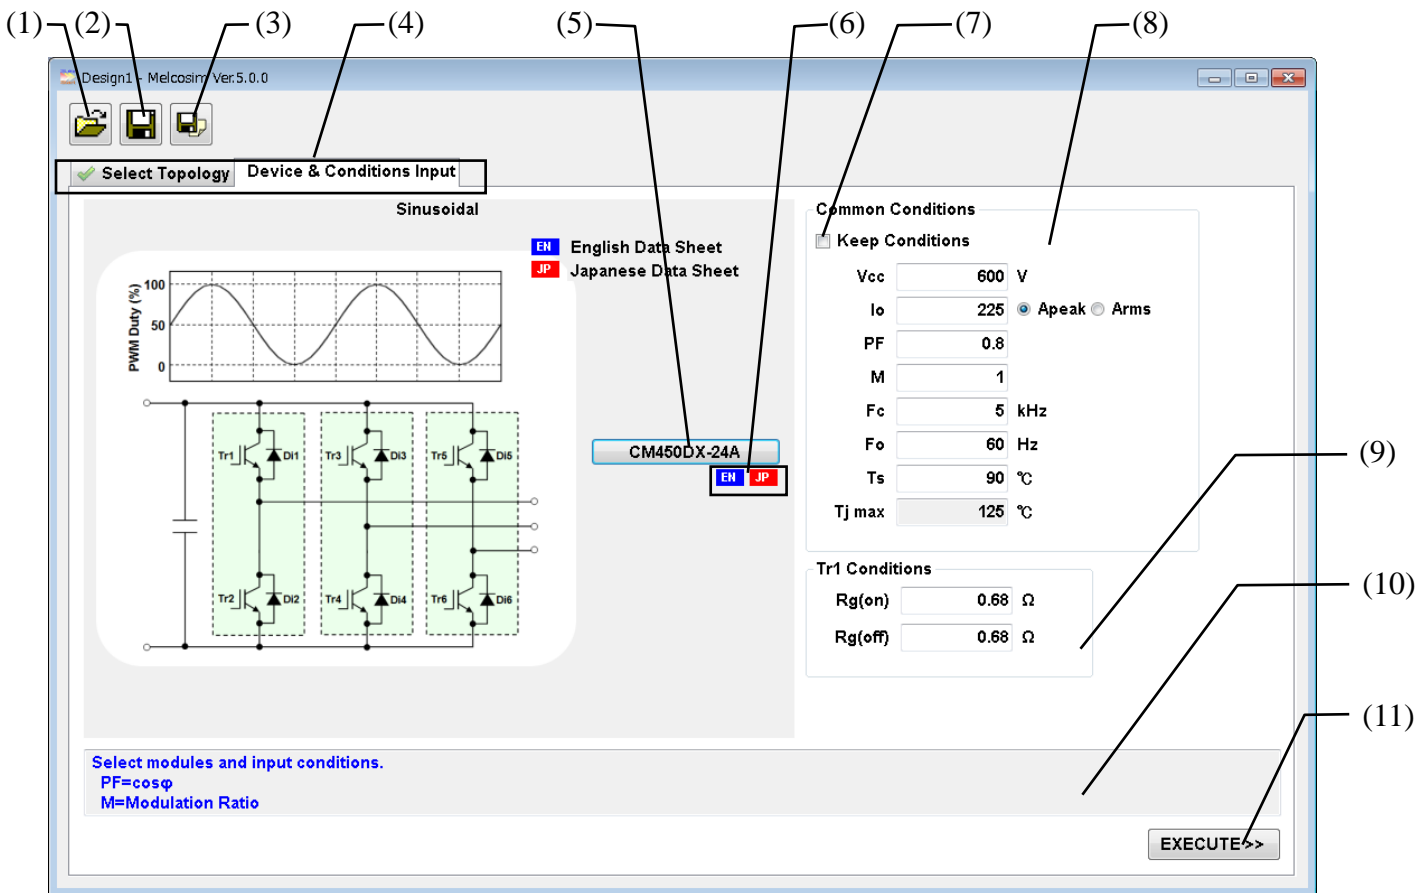 (1) (2) (3) (4) (5) (6) (7) (8)
Design1 - Melcosim Ver.5.0.0
Select Topology Device & Conditions Input
Sinusoidal
EN English Data Sheet
JP Japanese Data Sheet
PWM Duty (%)
100
50
0
Tr1 Di1 Tr3 Di3 Tr5 Di5
Tr2 Di2 Tr4 Di4 Tr6 Di6
CM450DX-24A
EN JP
Common Conditions
Keep Conditions
Vcc 600 V
Io 225 Apeak Arms
PF 0.8
M 1
Fc 5 kHz
Fo 60 Hz
Ts 90 ℃
Tj max 125 ℃
(9)
Tr1 Conditions
Rg(on) 0.68 Ω
Rg(off) 0.68 Ω
(10)
(11)
Select modules and input conditions.
PF=cosφ
M=Modulation Ratio
EXECUTE>>